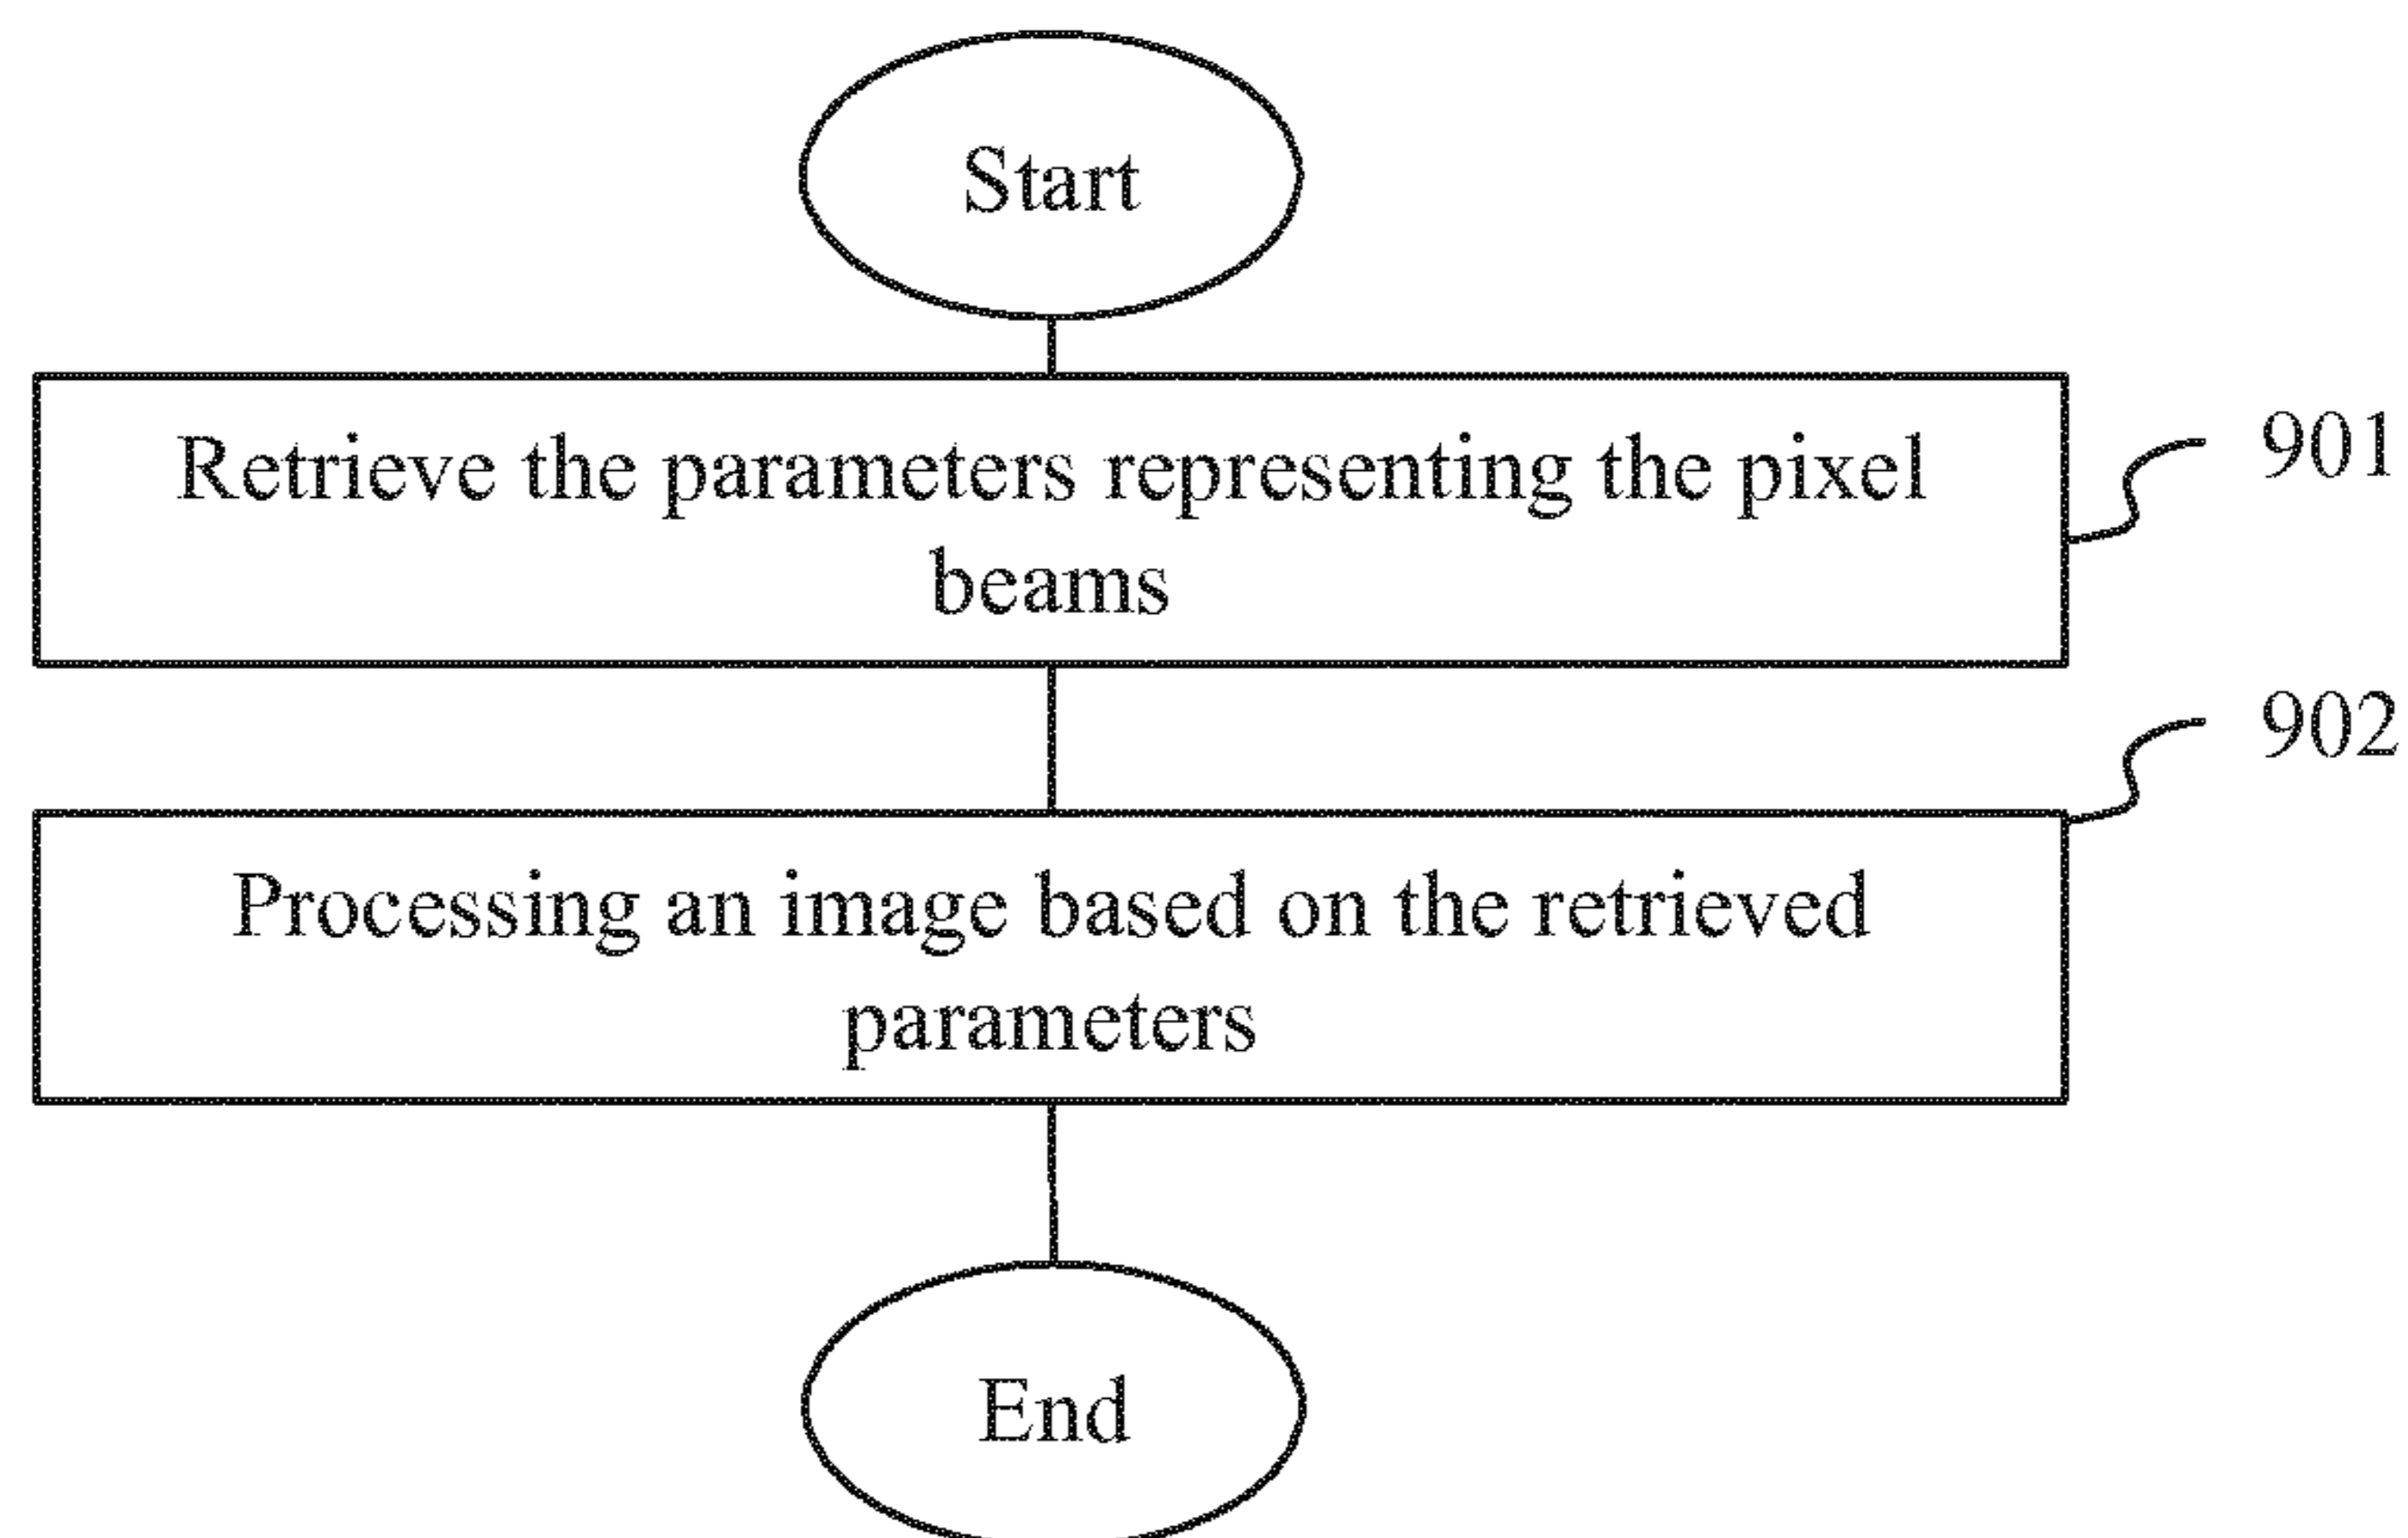 Start
Retrieve the parameters representing the pixel
beams
901
902
Processing an image based on the retrieved
parameters
End